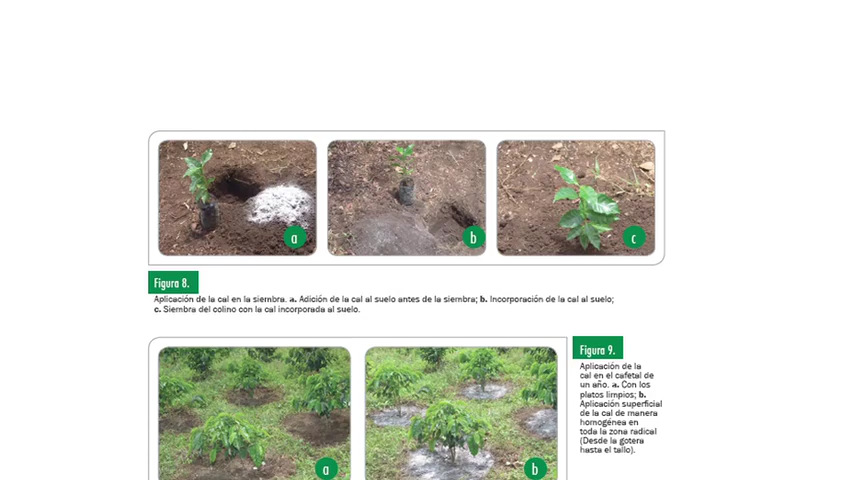 a
b
c
Figura 8.
Aplicación de la cal en la siembra. a. Adición de la cal al suelo antes de la siembra; b. Incorporación de la cal al suelo;
c. Siembra del colino con la cal incorporada al suelo.
Figura 9.
Aplicación de la
cal en el cafetal de
un año. a. Con los
platos limpios; b.
Aplicación superficial
de la cal de manera
homogénea en
toda la zona radical
(Desde la gotera
hasta el tallo).
a
b